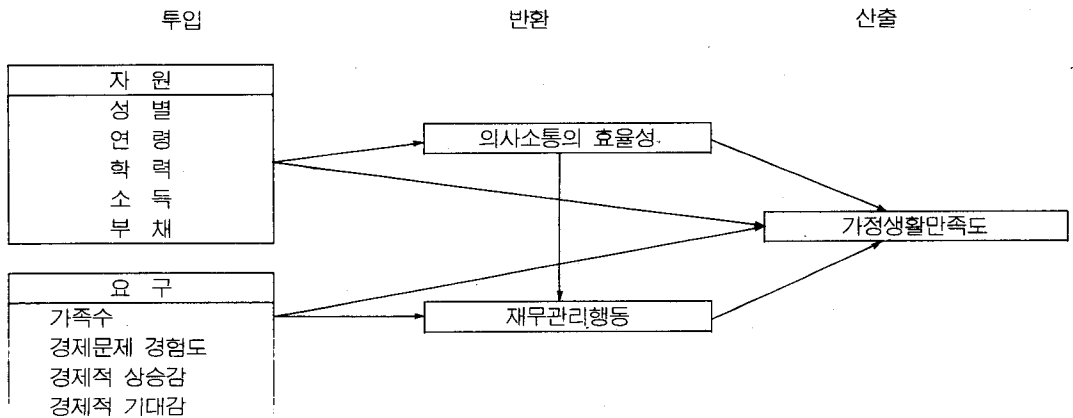 투입 반환 산출
자 원
성 별
연 령
학 력
소 득
부 채
의사소통의 효율성
가정생활만족도
요 구
가족수
경제문제 경험도
경제적 상승감
경제적 기대감
재무관리행동